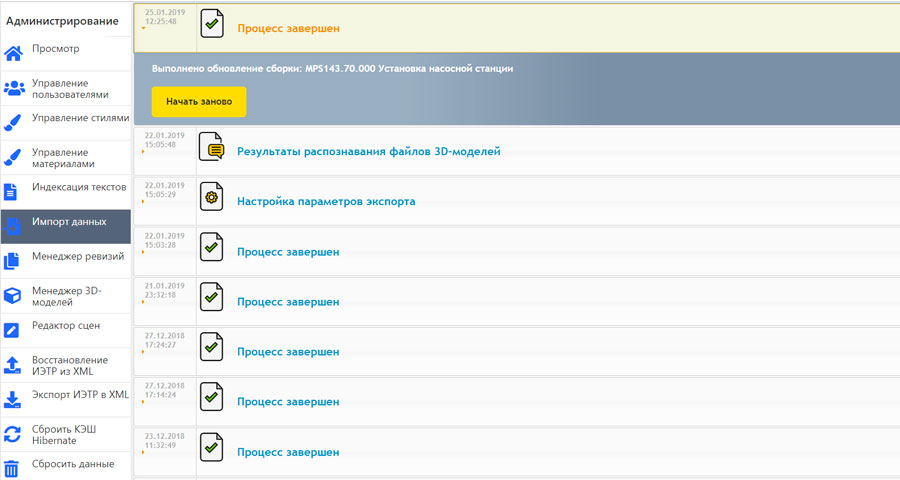 Администрирование
Просмотр
Управление
пользователями
Управление стилями
Управление
материалами
Индексация текстов
Импорт данных
Менеджер ревизий
Менеджер 3D-
моделей
Редактор сцен
Восстановление
ИЭТР из XML
Экспорт ИЭТР в XML
Сброить КЭШ
Hibernate
Сбросить данные
25.01.2019
12:25:48
Процесс завершен
Выполнено обновление сборки: MPS143.70.000 Установка насосной станции
Начать заново
22.01.2019
15:05:48
Результаты распознавания файлов 3D-моделей
22.01.2019
15:05:29
Настройка параметров экспорта
22.01.2019
15:03:28
Процесс завершен
21.01.2019
23:32:18
Процесс завершен
27.12.2018
17:24:27
Процесс завершен
27.12.2018
17:14:24
Процесс завершен
23.12.2018
11:32:49
Процесс завершен